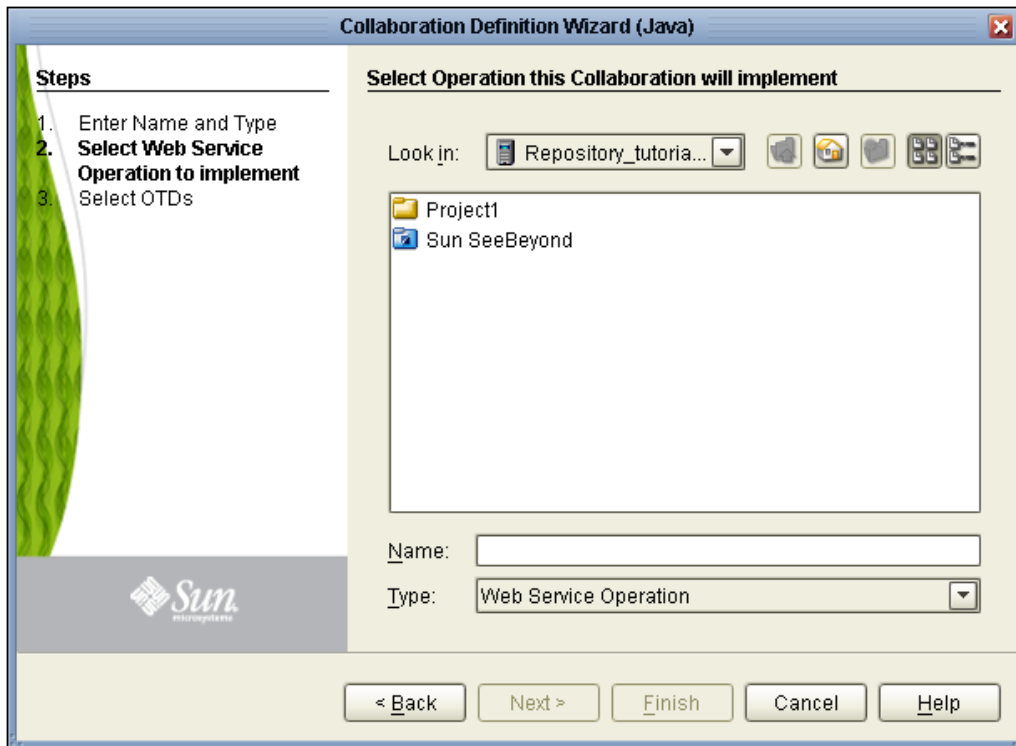 Collaboration Definition Wizard (Java)
Steps
1. Enter Name and Type
2. Select Web Service
Operation to implement
3. Select OTDs
Select Operation this Collaboration will implement
Look in: Repository_tutoria...
Project1
Sun SeeBeyond
Name:
Type: Web Service Operation
Sun
microsystems
< Back Next > Finish Cancel Help